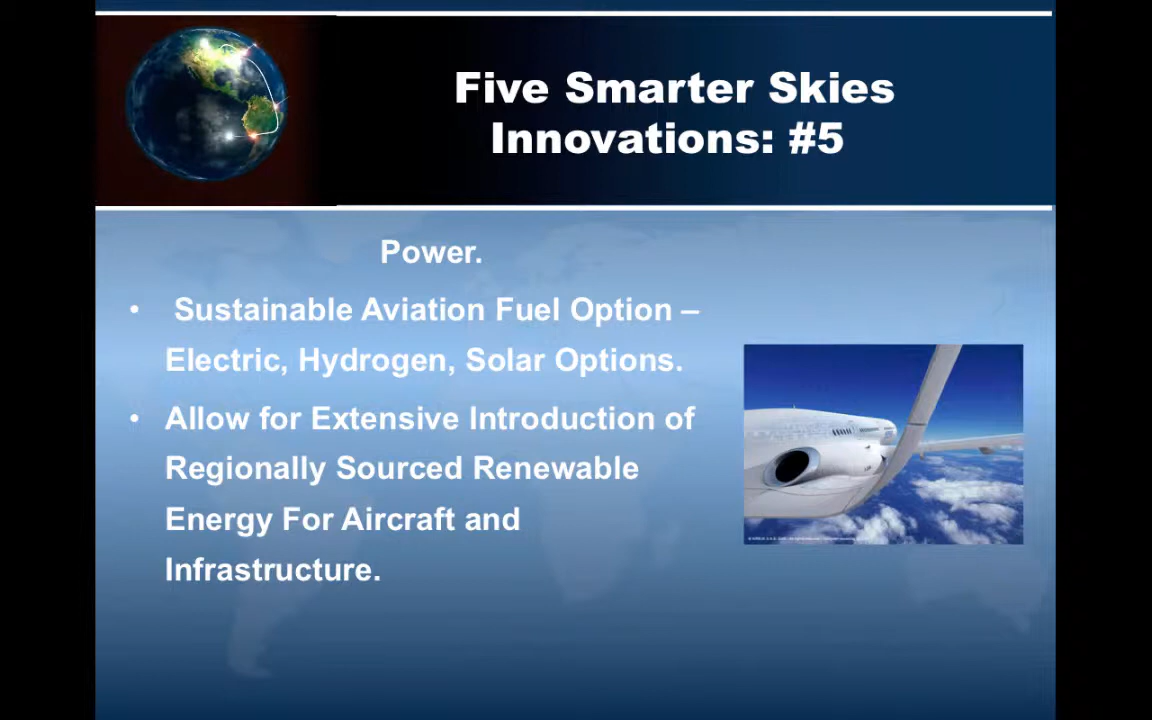 Five Smarter Skies
Innovations: #5
Power.
• Sustainable Aviation Fuel Option –
Electric, Hydrogen, Solar Options.
• Allow for Extensive Introduction of
Regionally Sourced Renewable
Energy For Aircraft and
Infrastructure.